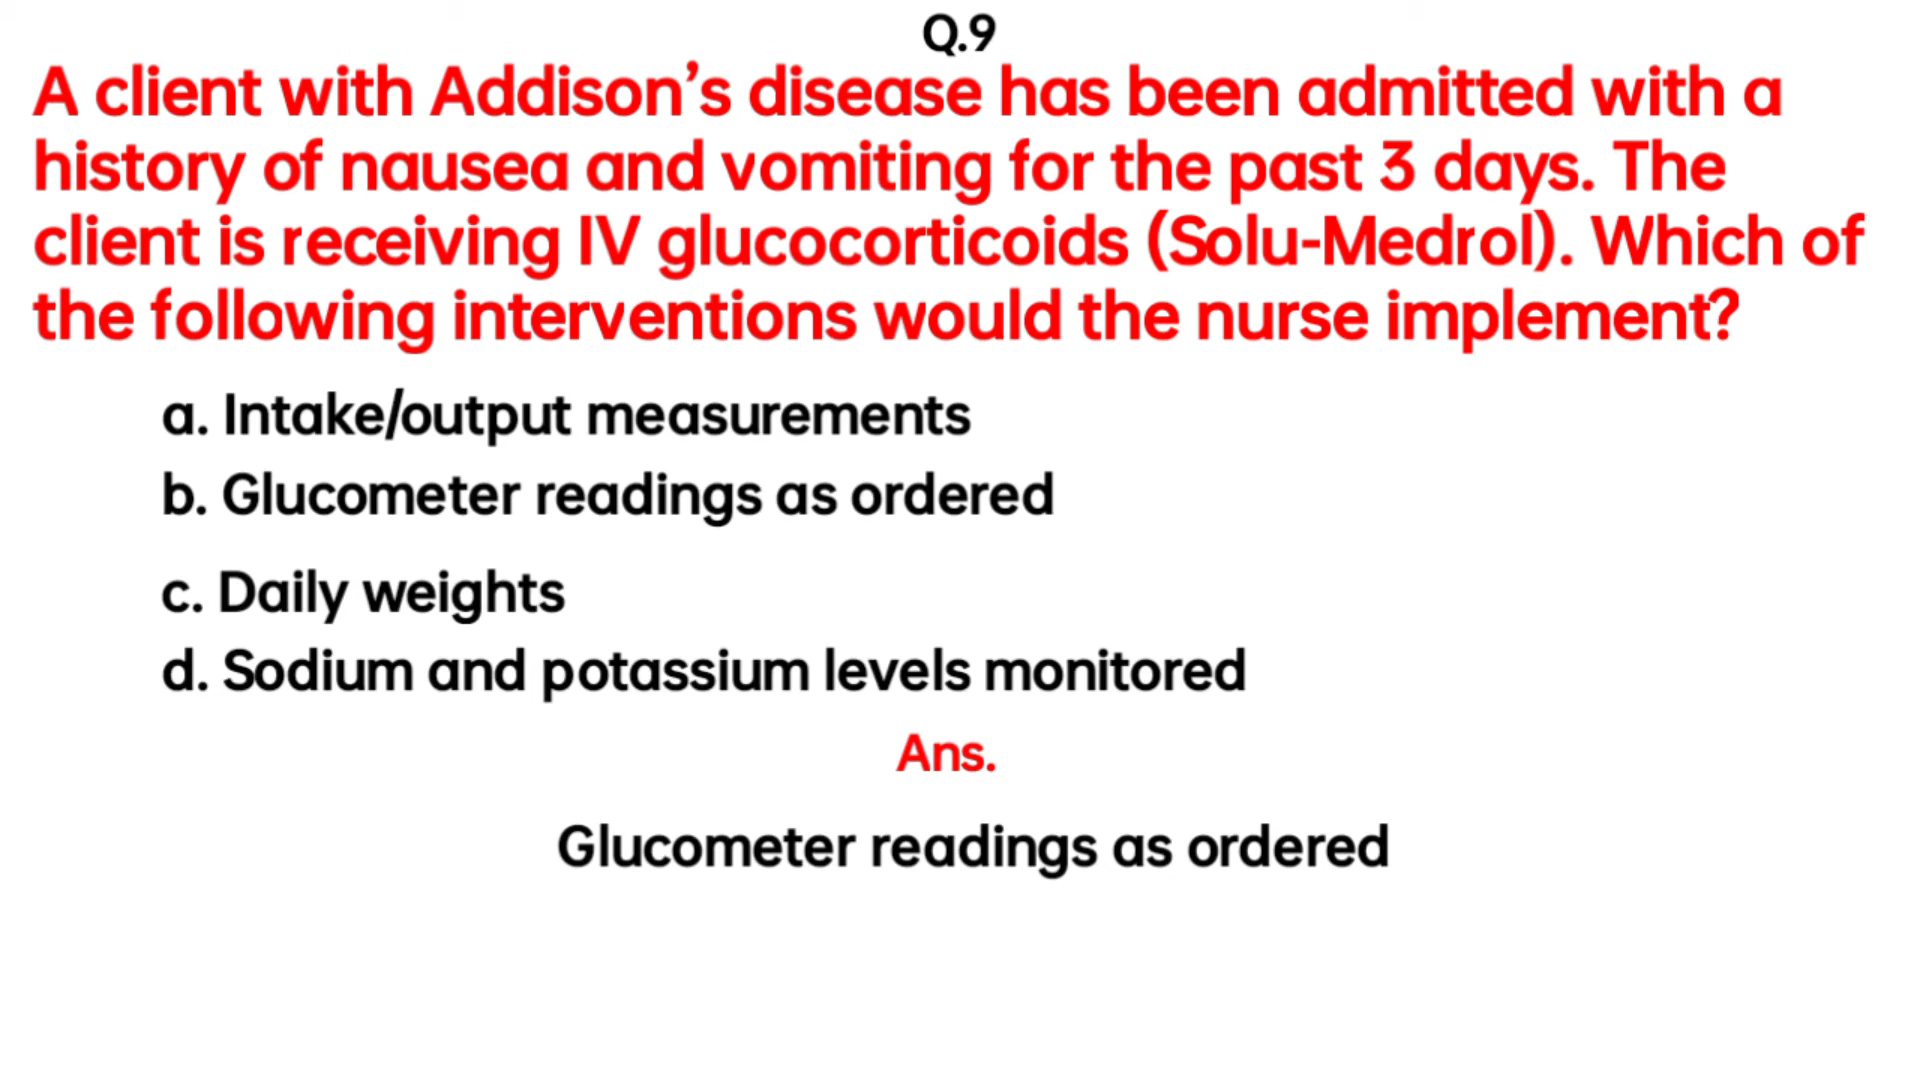 Q.9
A client with Addison’s disease has been admitted with a
history of nausea and vomiting for the past 3 days. The
client is receiving IV glucocorticoids (Solu-Medrol). Which of
the following interventions would the nurse implement?
a. Intake/output measurements
b. Glucometer readings as ordered
c. Daily weights
d. Sodium and potassium levels monitored
Ans.
Glucometer readings as ordered